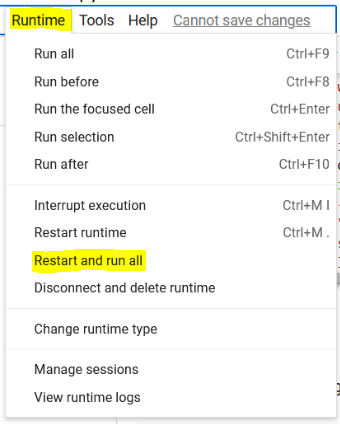 Runtime Tools Help Cannot save changes
Run all Ctrl+F9
Run before Ctrl+F8
Run the focused cell Ctrl+Enter
Run selection Ctrl+Shift+Enter
Run after Ctrl+F10
Interrupt execution Ctrl+M I
Restart runtime Ctrl+M .
Restart and run all
Disconnect and delete runtime
Change runtime type
Manage sessions
View runtime logs